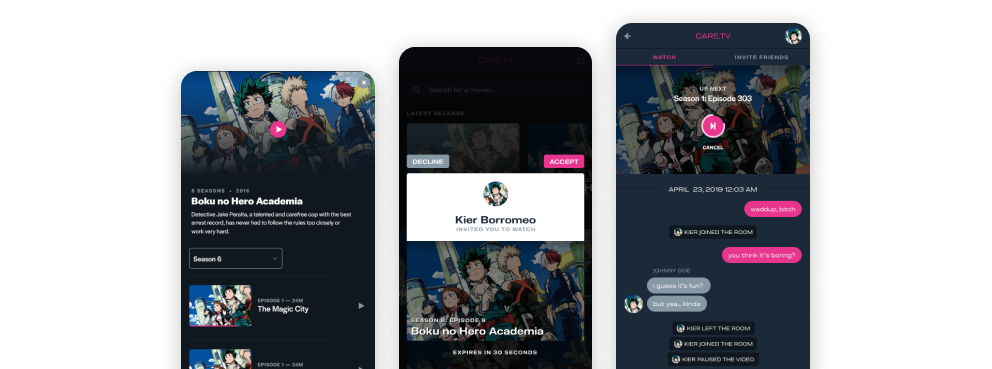 8 SEASONS • 2016
Boku no Hero Academia
Detective Jake Peralta, a talented and carefree cop with the best
arrest record, has never had to follow the rules too closely or
work very hard.
Season 6
EPISODE 1 — 24M
The Magic City
CARE.TV
Search for a movie...
LATEST RELEASE
DECLINE
ACCEPT
Kier Borromeo
INVITED YOU TO WATCH
SEASON 8: EPISODE 9
Boku no Hero Academia
EXPIRES IN 30 SECONDS
CARE.TV
WATCH
INVITE FRIENDS
UP NEXT
Season 1; Episode 303
CANCEL
APRIL 23, 2019 12:03 AM
waddup, bitch
KIER JOINED THE ROOM
you think it's boring?
JOHNNY DOE
i guess it's fun?
but yea.. kinda
KIER LEFT THE ROOM
KIER JOINED THE ROOM
KIER PAUSED THE VIDEO